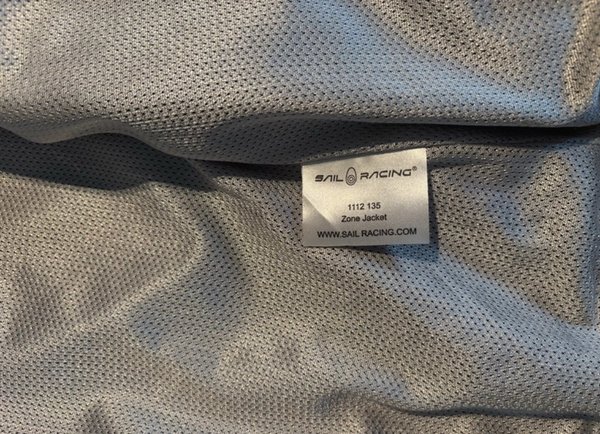 SAIL RACING®
1112 135
Zone Jacket
WWW.SAIL RACING.COM